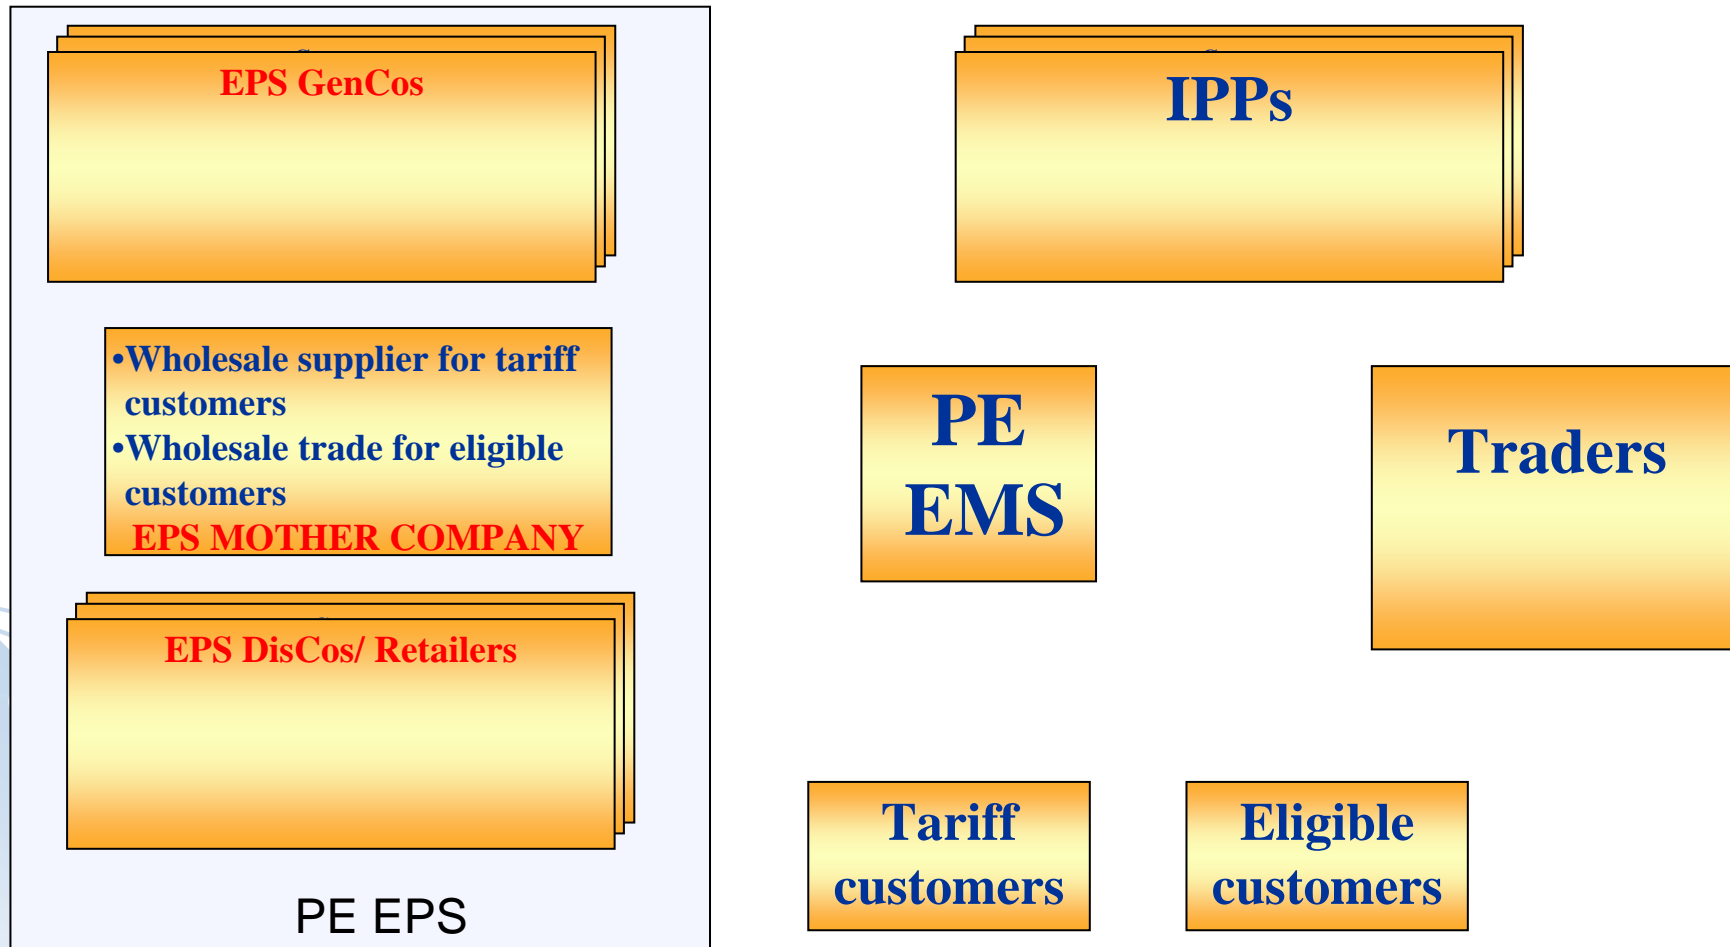 EPS GenCos
IPPs
•Wholesale supplier for tariff
customers
•Wholesale trade for eligible
customers
EPS MOTHER COMPANY
PE
EMS
Traders
EPS DisCos/ Retailers
Tariff
customers
Eligible
customers
PE EPS